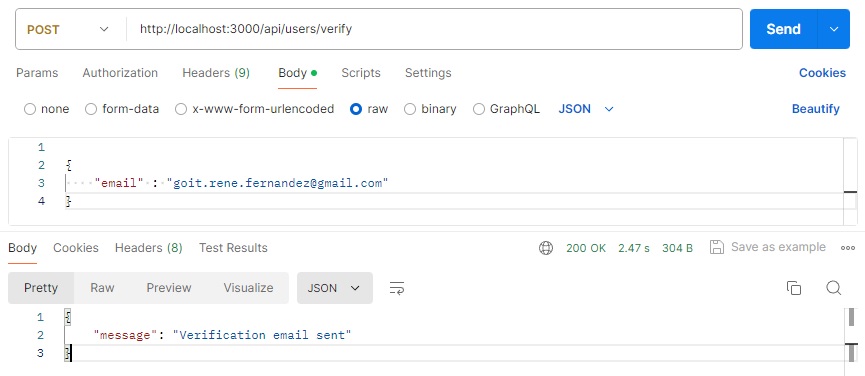 POST http://localhost:3000/api/users/verify Send
Params Authorization Headers (9) Body Scripts Settings Cookies
none form-data x-www-form-urlencoded raw binary GraphQL JSON Beautify
1
2 {
3 "email" : "goit.rene.fernandez@gmail.com"
4 }
Body Cookies Headers (8) Test Results 200 OK 2.47 s 304 B Save as example
Pretty Raw Preview Visualize JSON
1 {
2 "message": "Verification email sent"
3 }